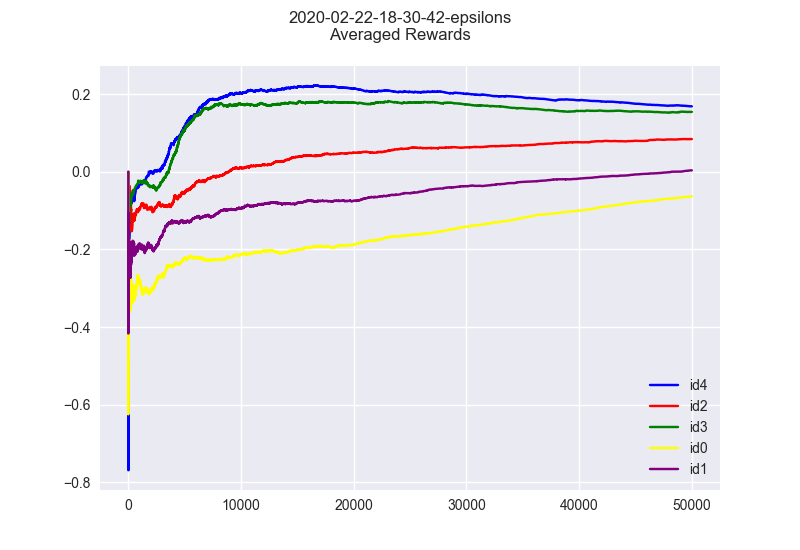 2020-02-22-18-30-42-epsilons
Averaged Rewards
0.2
0.0
−0.2
−0.4
−0.6
−0.8
0
10000
20000
30000
40000
50000
id4
id2
id3
id0
id1